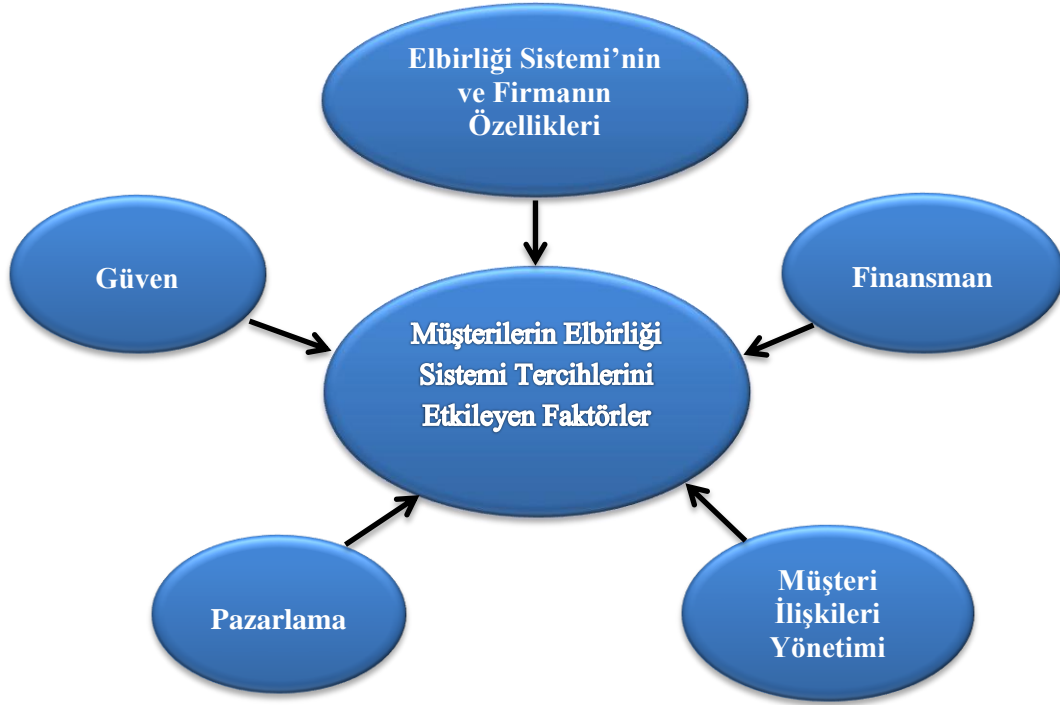 Elbirliği Sistemi’nin
ve Firmanın
Özellikleri
Güven
Finansman
Müşterilerin Elbirliği
Sistemi Tercihlerini
Etkileyen Faktörler
Pazarlama
Müşteri
İlişkileri
Yönetimi